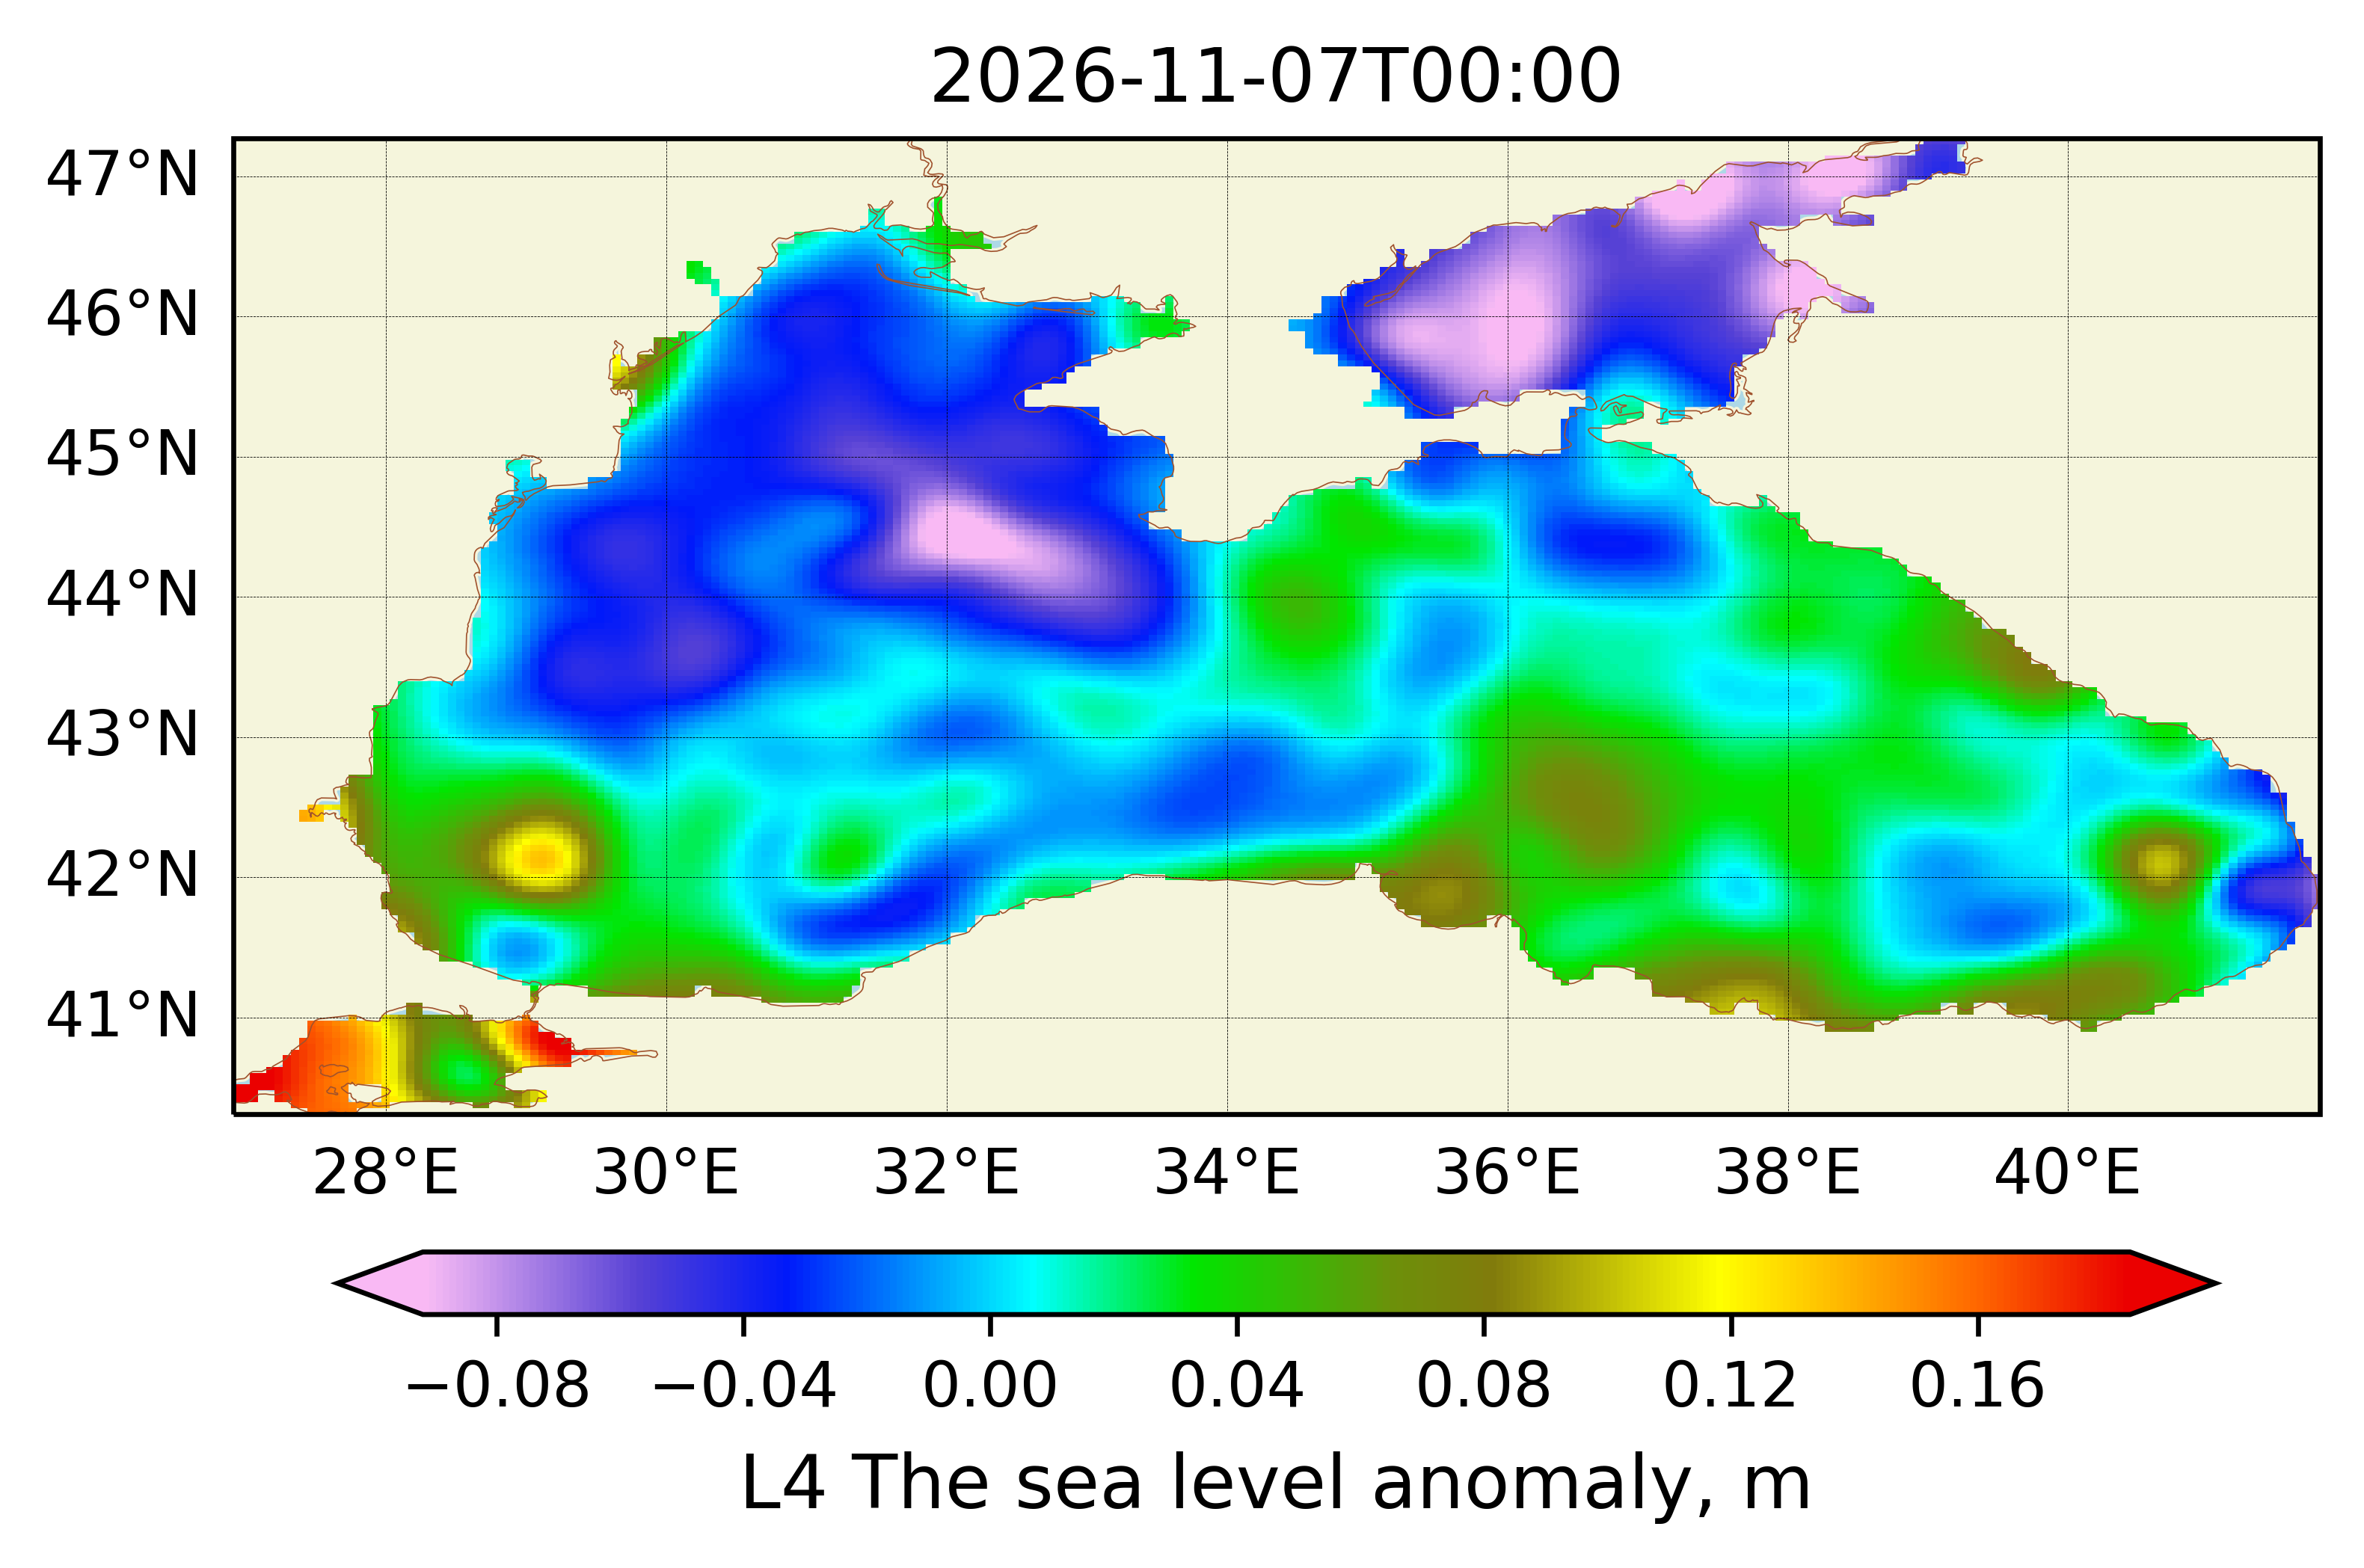 2026-11-07T00:00
47°N
46°N
45°N
44°N
43°N
42°N
41°N
28°E 30°E 32°E 34°E 36°E 38°E 40°E
−0.08 −0.04 0.00 0.04 0.08 0.12 0.16
L4 The sea level anomaly, m